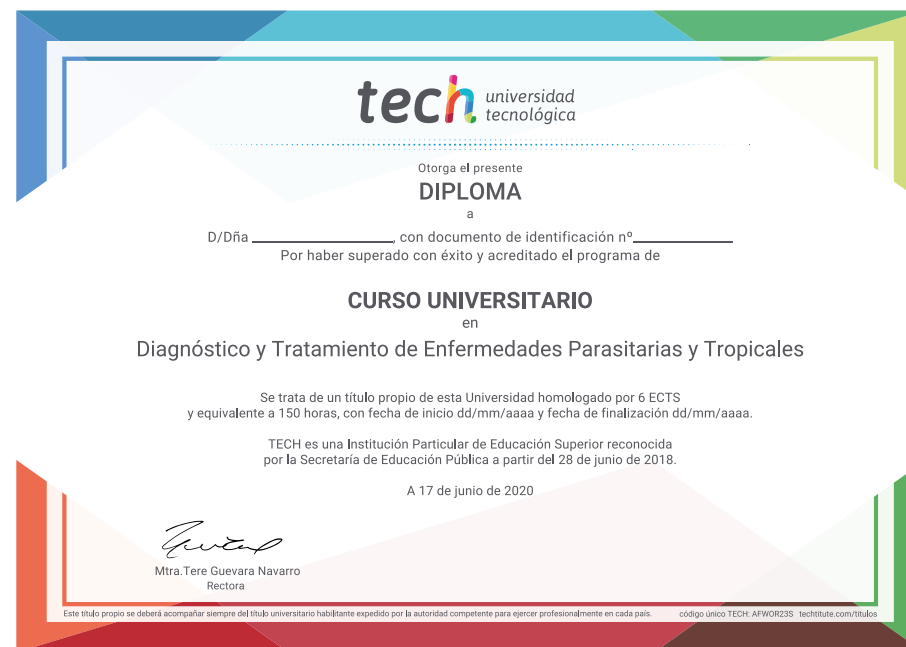 tech universidad
tecnológica
Otorga el presente
DIPLOMA
a
D/Dña ____________________, con documento de identificación nº______________
Por haber superado con éxito y acreditado el programa de
CURSO UNIVERSITARIO
en
Diagnóstico y Tratamiento de Enfermedades Parasitarias y Tropicales
Se trata de un título propio de esta Universidad homologado por 6 ECTS
y equivalente a 150 horas, con fecha de inicio dd/mm/aaaa y fecha de finalización dd/mm/aaaa.
TECH es una Institución Particular de Educación Superior reconocida
por la Secretaría de Educación Pública a partir del 28 de junio de 2018.
A 17 de junio de 2020
Mtra.Tere Guevara Navarro
Rectora
Este título propio se deberá acompañar siempre del título universitario habilitante expedido por la autoridad competente para ejercer profesionalmente en cada país. código único TECH: AFWOR23S techtitute.com/titulos